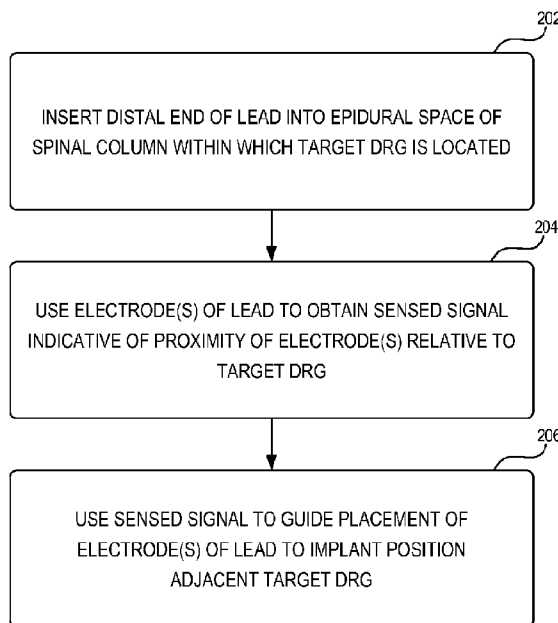 202
INSERT DISTAL END OF LEAD INTO EPIDURAL SPACE OF
SPINAL COLUMN WITHIN WHICH TARGET DRG IS LOCATED
204
USE ELECTRODE(S) OF LEAD TO OBTAIN SENSED SIGNAL
INDICATIVE OF PROXIMITY OF ELECTRODE(S) RELATIVE TO
TARGET DRG
206
USE SENSED SIGNAL TO GUIDE PLACEMENT OF
ELECTRODE(S) OF LEAD TO IMPLANT POSITION
ADJACENT TARGET DRG